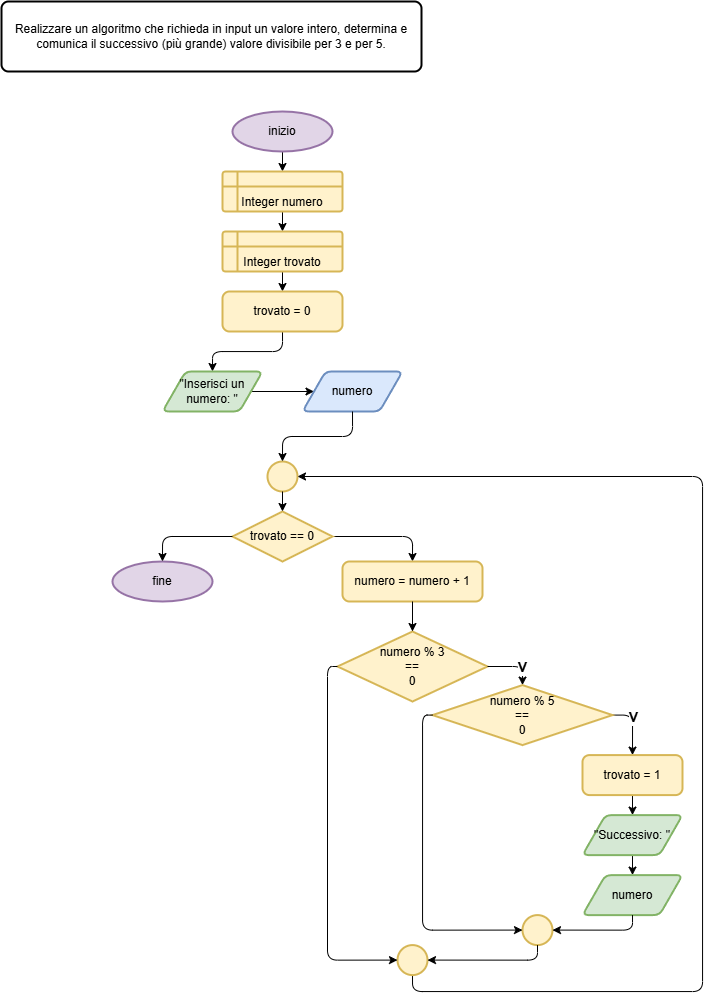 Realizzare un algoritmo che richieda in input un valore intero, determina e
comunica il successivo (più grande) valore divisibile per 3 e per 5.
inizio
Integer numero
Integer trovato
trovato = 0
"Inserisci un
numero: "
numero
trovato == 0
fine
numero = numero + 1
numero % 3
==
0
V
numero % 5
==
0
V
trovato = 1
"Successivo: "
numero